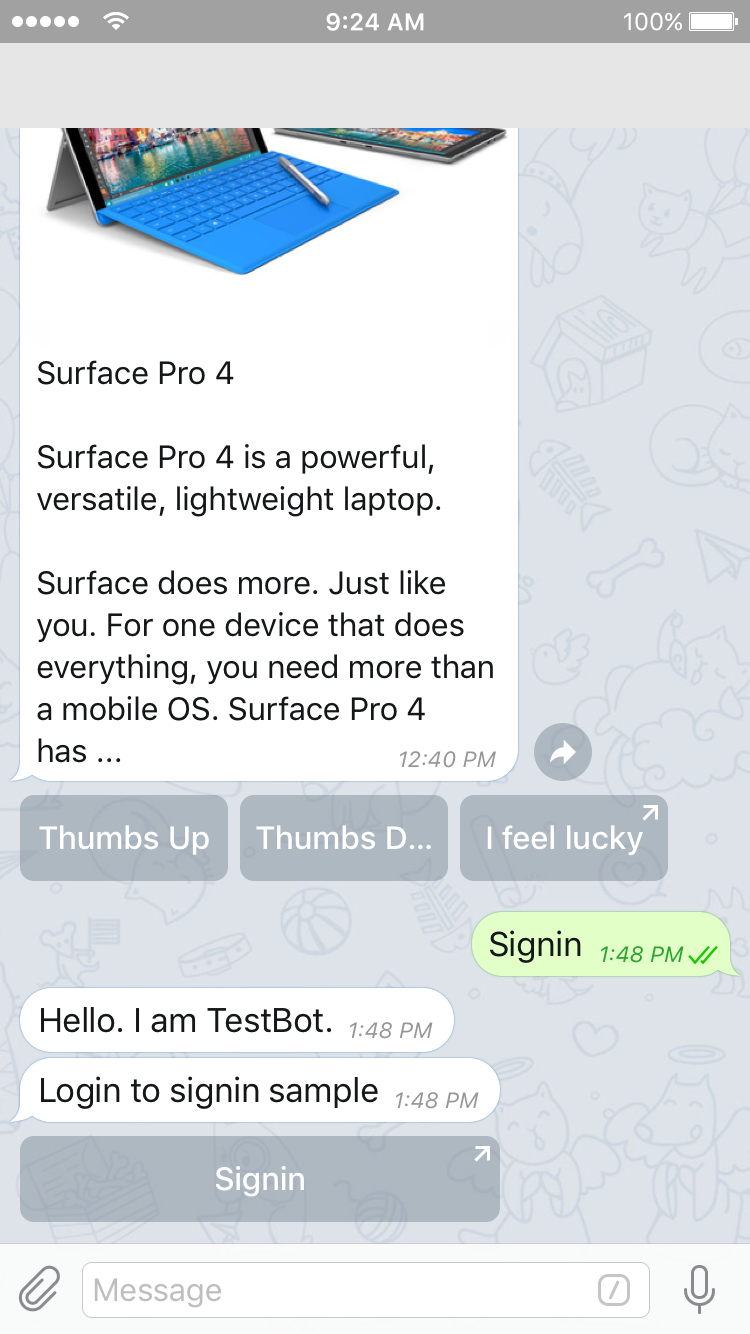 9:24 AM
100%
Surface Pro 4
Surface Pro 4 is a powerful,
versatile, lightweight laptop.
Surface does more. Just like
you. For one device that does
everything, you need more than
a mobile OS. Surface Pro 4
has ...
12:40 PM
Thumbs Up
Thumbs D...
I feel lucky
Signin 1:48 PM
Hello. I am TestBot. 1:48 PM
Login to signin sample 1:48 PM
Signin
Message